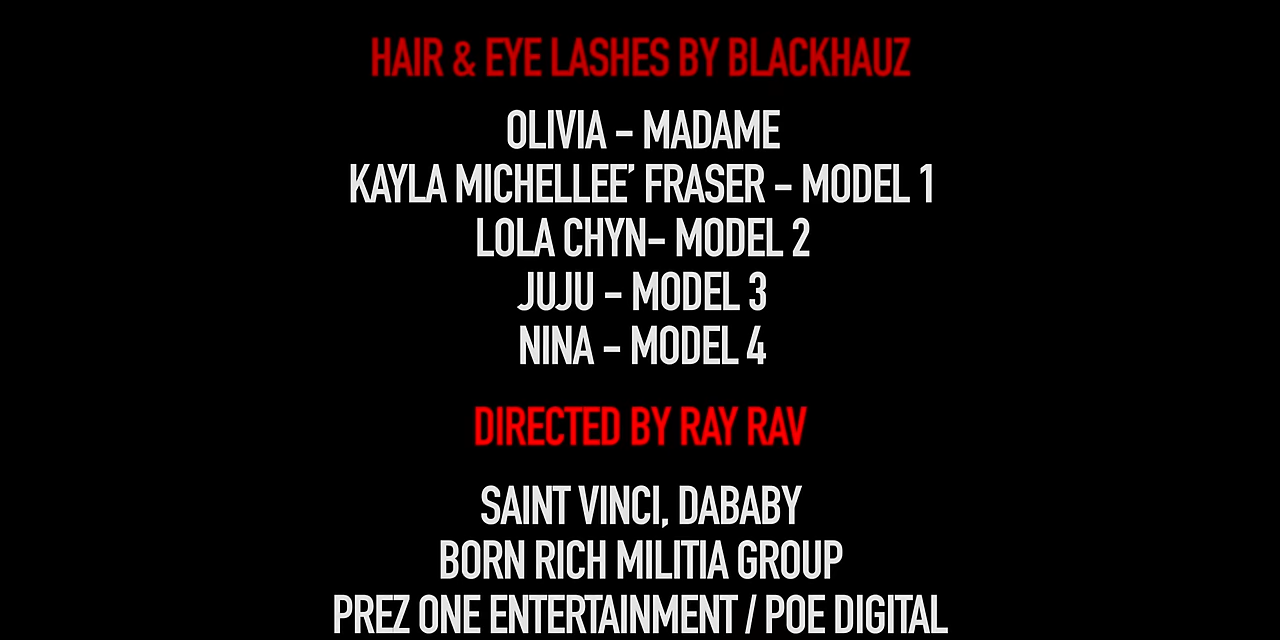 HAIR & EYE LASHES BY BLACKHAUZ
OLIVIA - MADAME
KAYLA MICHELLEE' FRASER - MODEL 1
LOLA CHYN- MODEL 2
JUJU - MODEL 3
NINA - MODEL 4
DIRECTED BY RAY RAV
SAINT VINCI, DABABY
BORN RICH MILITIA GROUP
PREZ ONE ENTERTAINMENT / POE DIGITAL